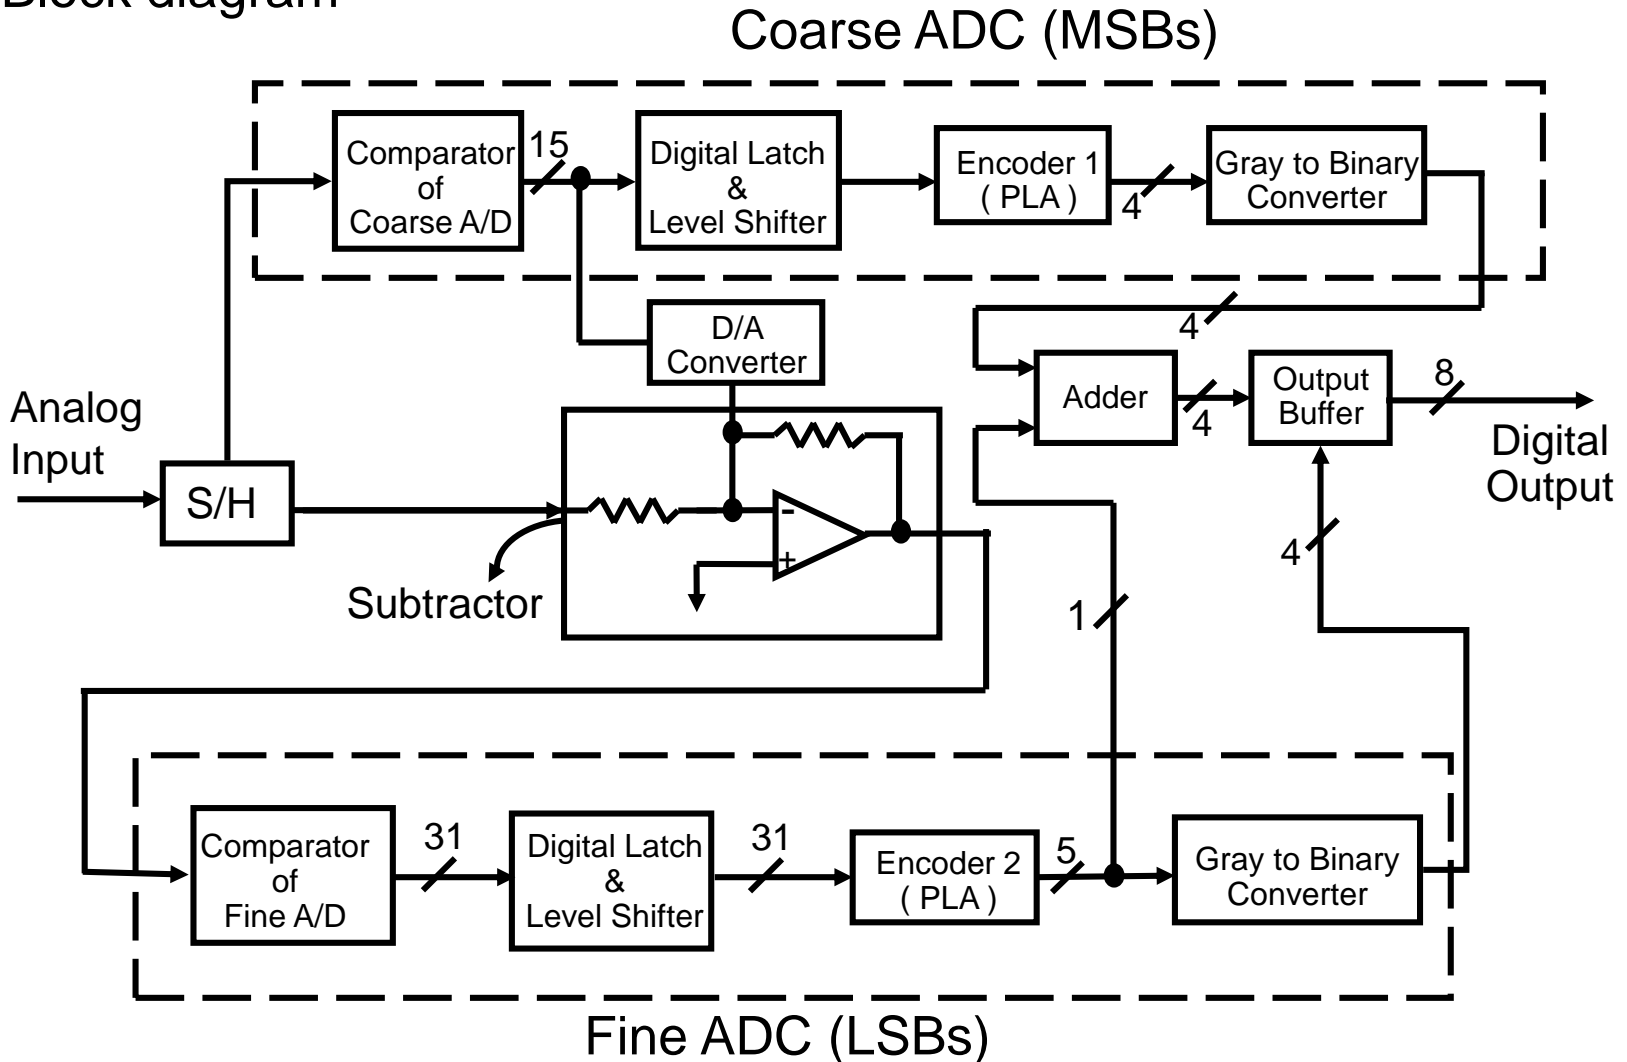 Block diagram
Coarse ADC (MSBs)
Comparator
of
Coarse A/D
15
Digital Latch
&
Level Shifter
Encoder 1
( PLA )
4
Gray to Binary
Converter
4
D/A
Converter
Adder
4
Output
Buffer
8
Digital
Output
Analog
Input
S/H
-
+
Subtractor
1
4
Comparator
of
Fine A/D
31
Digital Latch
&
Level Shifter
31
Encoder 2
( PLA )
5
Gray to Binary
Converter
Fine ADC (LSBs)